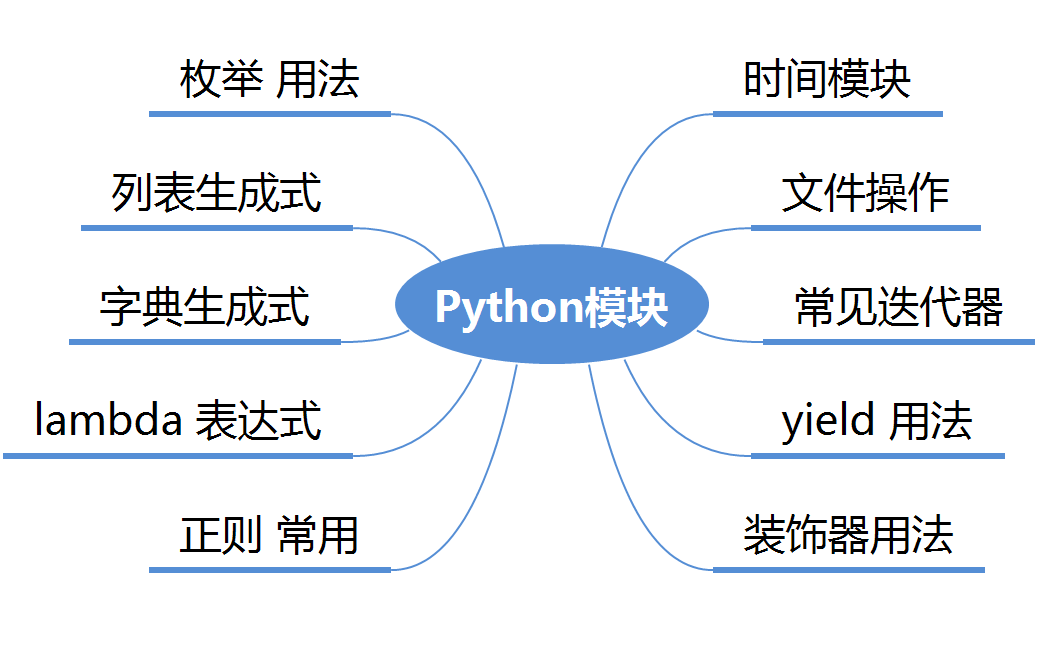 枚举 用法
时间模块
列表生成式
文件操作
字典生成式
Python模块
常见迭代器
lambda 表达式
yield 用法
正则 常用
装饰器用法